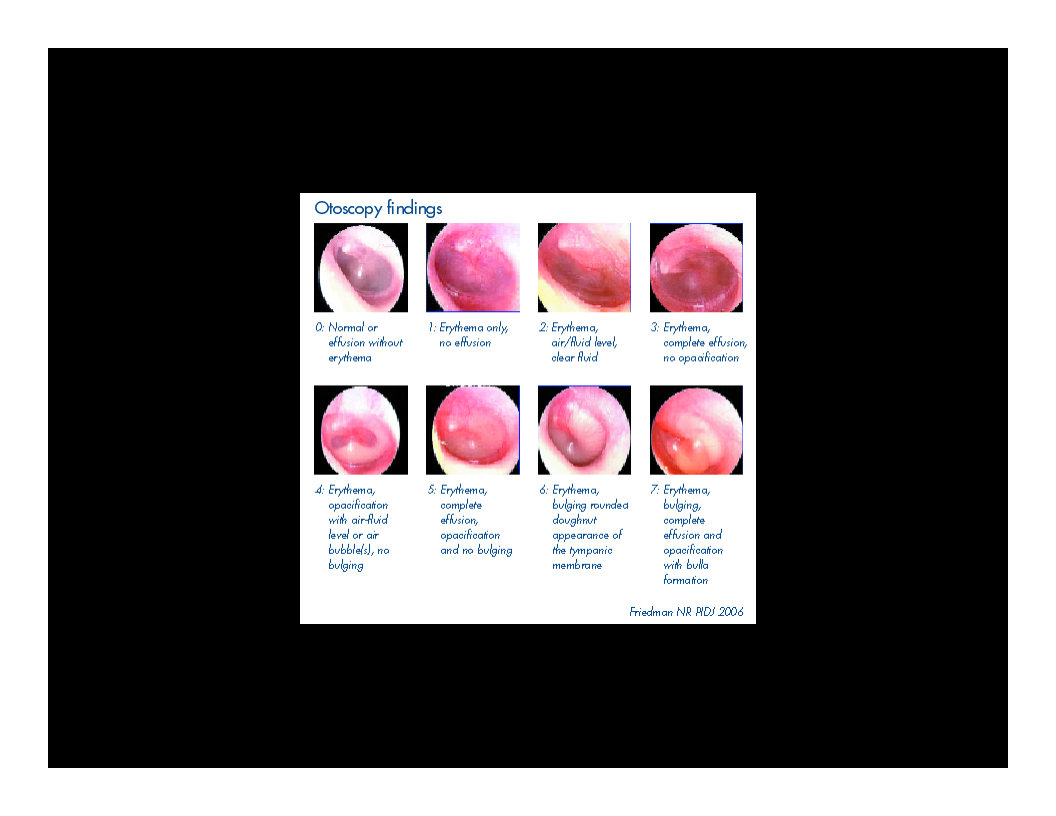 Otoscopy findings
0: Normal or
effusion without
erythema
1: Erythema only,
no effusion
2: Erythema,
air/fluid level,
clear fluid
3: Erythema,
complete effusion,
no opacification
4: Erythema,
opacification
with air-fluid
level or air
bubble(s), no
bulging
5: Erythema,
complete
effusion,
opacification
and no bulging
6: Erythema,
bulging rounded
doughnut
appearance of
the tympanic
membrane
7: Erythema,
bulging,
complete
effusion and
opacification
with bulla
formation
Friedman NR PIDJ 2006